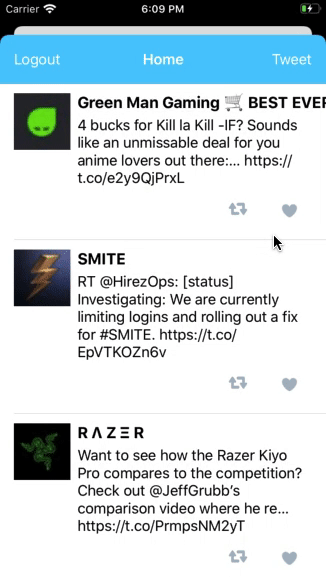 Carrier 6:09 PM
Logout Home Tweet
Green Man Gaming 🛒 BEST EVER
4 bucks for Kill la Kill -IF? Sounds
like an unmissable deal for you
anime lovers out there:... https://
t.co/e2y9QjPrxL
SMITE
RT @HirezOps: [status]
Investigating: We are currently
limiting logins and rolling out a fix
for #SMITE. https://t.co/
EpVTKOZn6v
R Λ Z Ξ R
Want to see how the Razer Kiyo
Pro compares to the competition?
Check out @JeffGrubb's
comparison video where he re...
https://t.co/PrmpsNM2yT